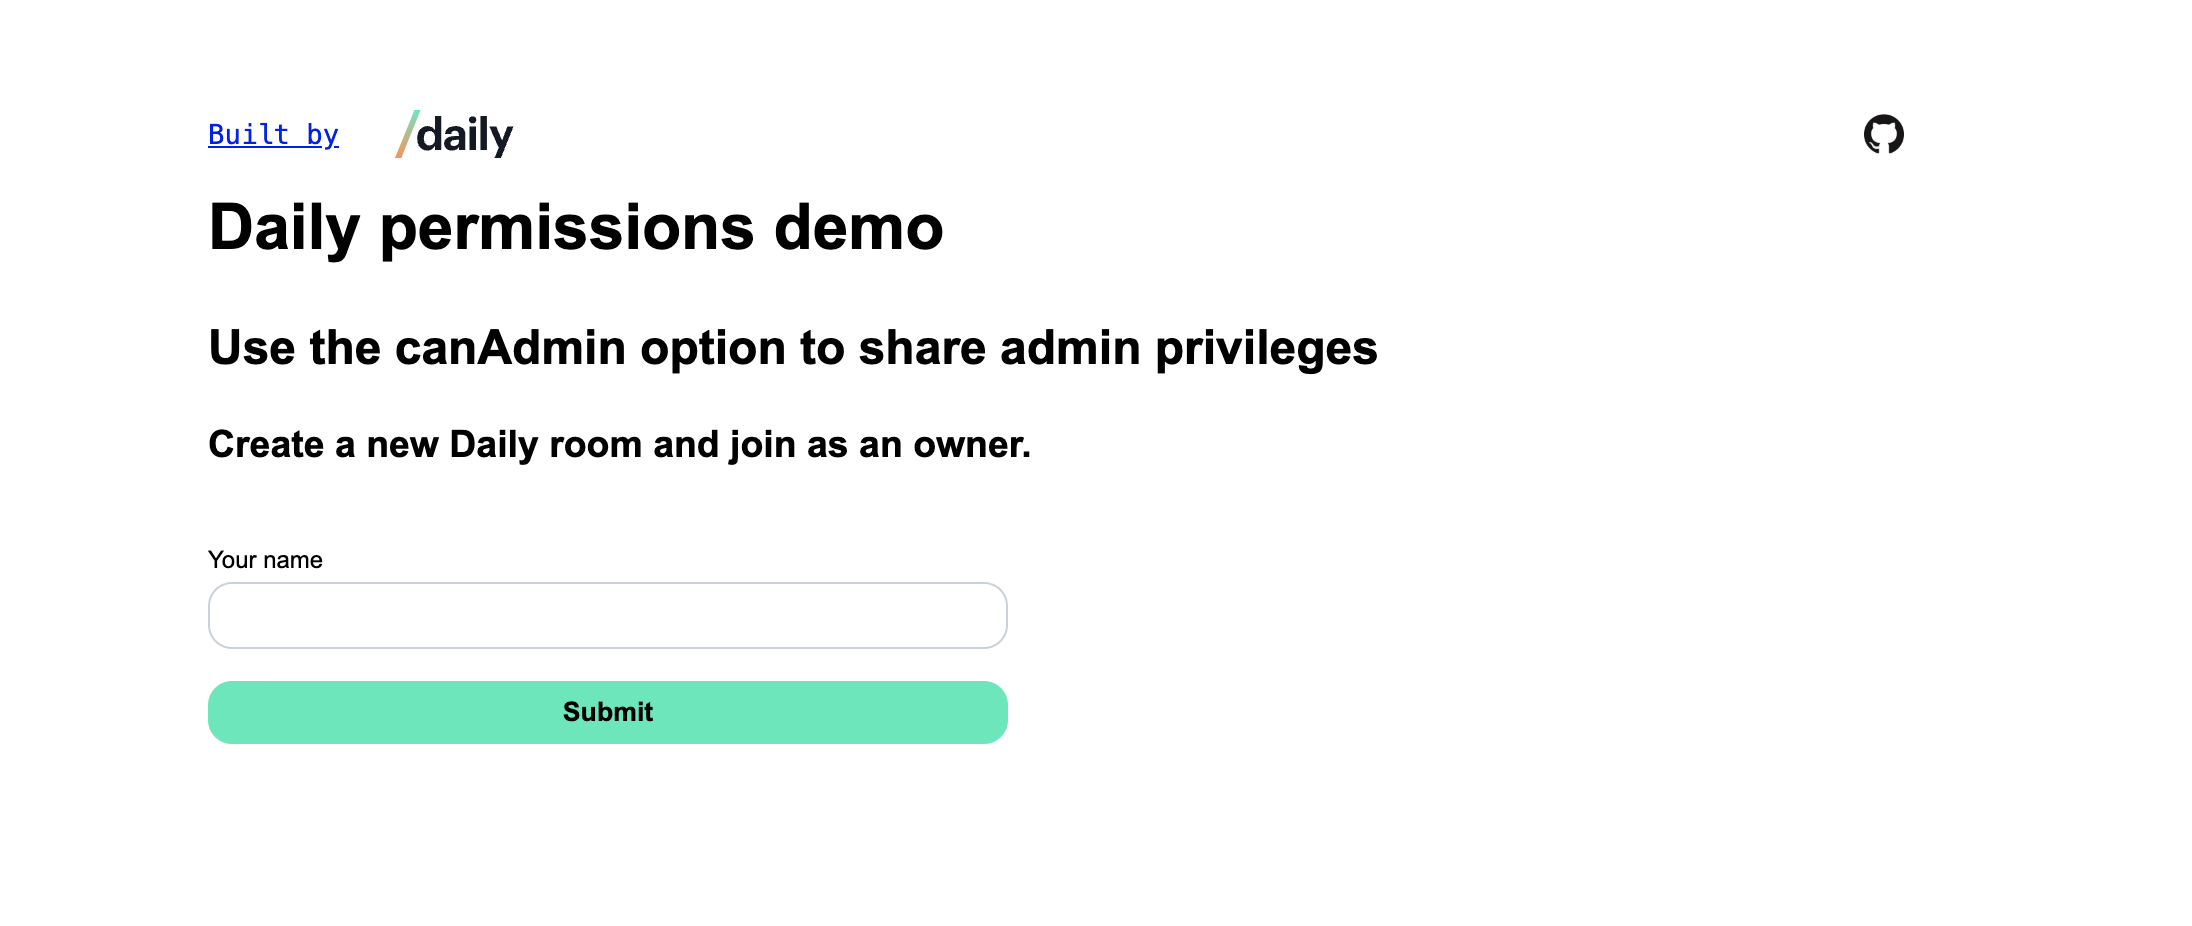 Built by /daily
Daily permissions demo
Use the canAdmin option to share admin privileges
Create a new Daily room and join as an owner.
Your name
Submit